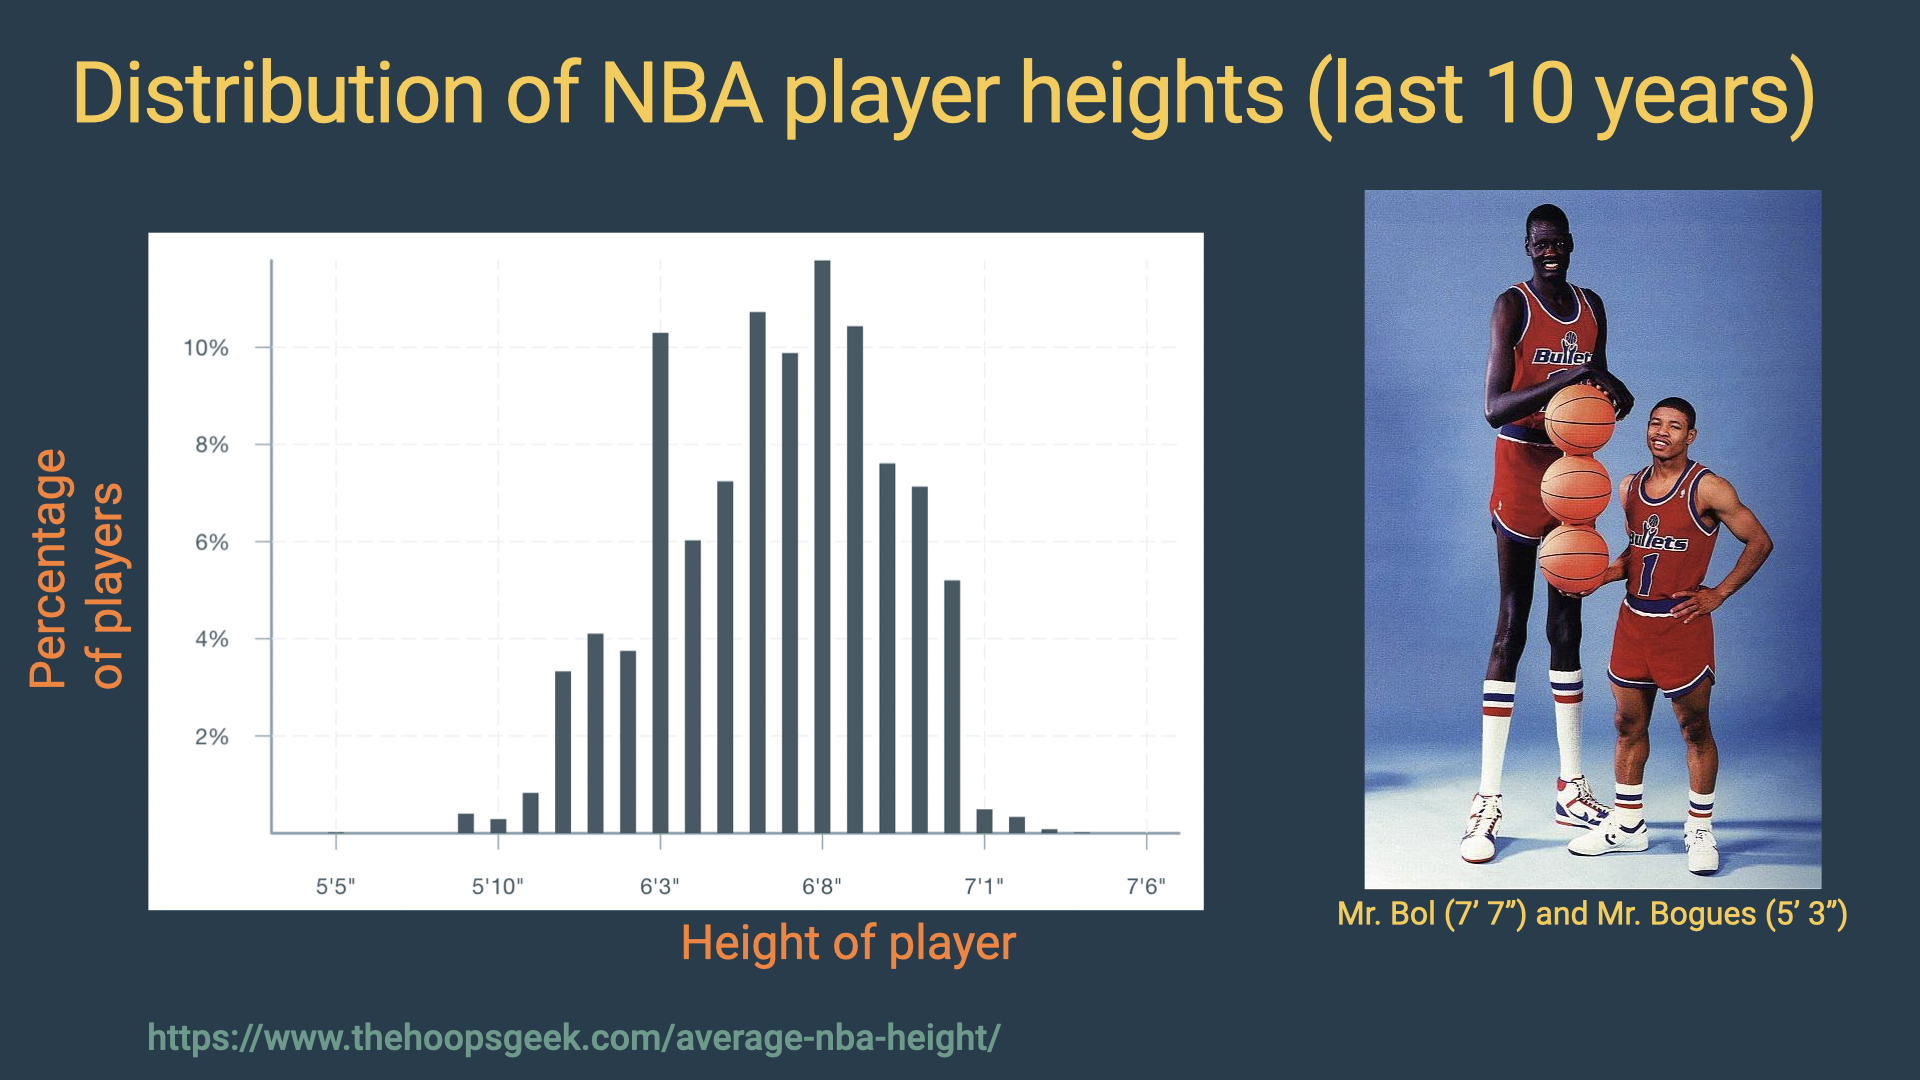 Distribution of NBA player heights (last 10 years)
Percentage
of players
10%
8%
6%
4%
2%
5'5" 5'10" 6'3" 6'8" 7'1" 7'6"
Height of player
Bullets
Bullets
1
Mr. Bol (7’ 7”) and Mr. Bogues (5’ 3”)
https://www.thehoopsgeek.com/average-nba-height/